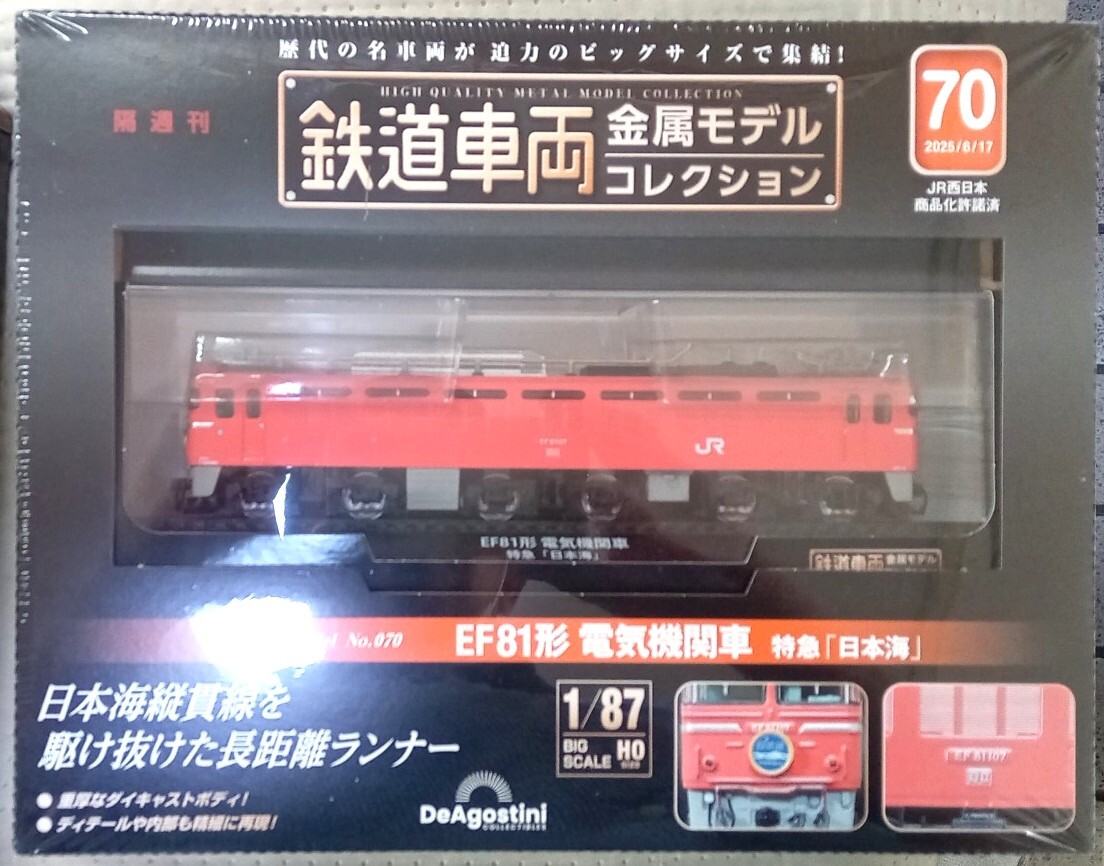 歴代の名車両が 迫力のビッグサイズで集結!
HIGH QUALITY METAL MODEL COLLECTION
隔週刊
鉄道車両
金属モデル
コレクション
70
2025/6/17
JR西日本
商品化許諾済
JR
EF81形 電気機関車
特急「日本海」
鉄道車両 金属モデル
No.070
EF81形 電気機関車 特急「日本海」
日本海縦貫線を
駆け抜けた長距離ランナー
● 重厚なダイキャストボディ!
● ディテールや内部も精細に再現!
DeAgostini
COLLECTIBLES
1/87
BIG SCALE
HO
EF 81107